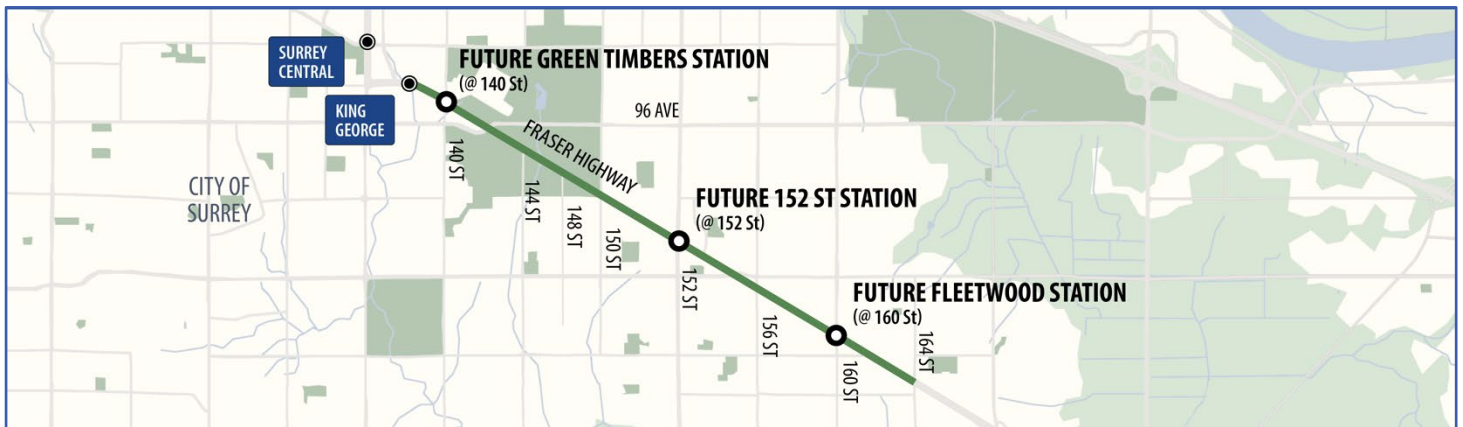 SURREY
CENTRAL
KING
GEORGE
FUTURE GREEN TIMBERS STATION
(@ 140 St)
96 AVE
FRASER HIGHWAY
CITY OF
SURREY
140 ST
144 ST
148 ST
150 ST
FUTURE 152 ST STATION
(@ 152 St)
152 ST
156 ST
FUTURE FLEETWOOD STATION
(@ 160 St)
160 ST
164 ST